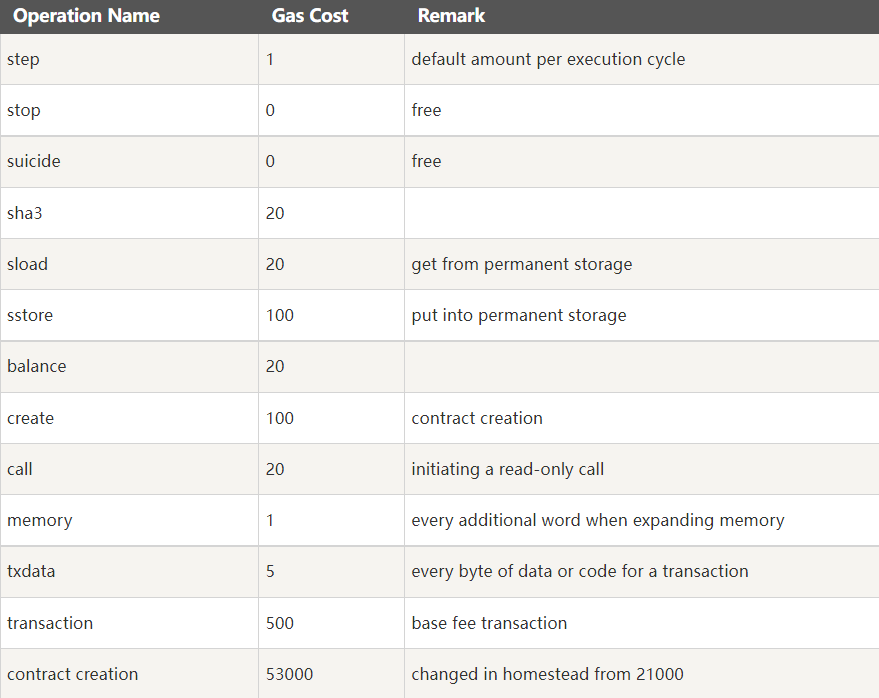 Operation Name Gas Cost Remark
step 1 default amount per execution cycle
stop 0 free
suicide 0 free
sha3 20
sload 20 get from permanent storage
sstore 100 put into permanent storage
balance 20
create 100 contract creation
call 20 initiating a read-only call
memory 1 every additional word when expanding memory
txdata 5 every byte of data or code for a transaction
transaction 500 base fee transaction
contract creation 53000 changed in homestead from 21000